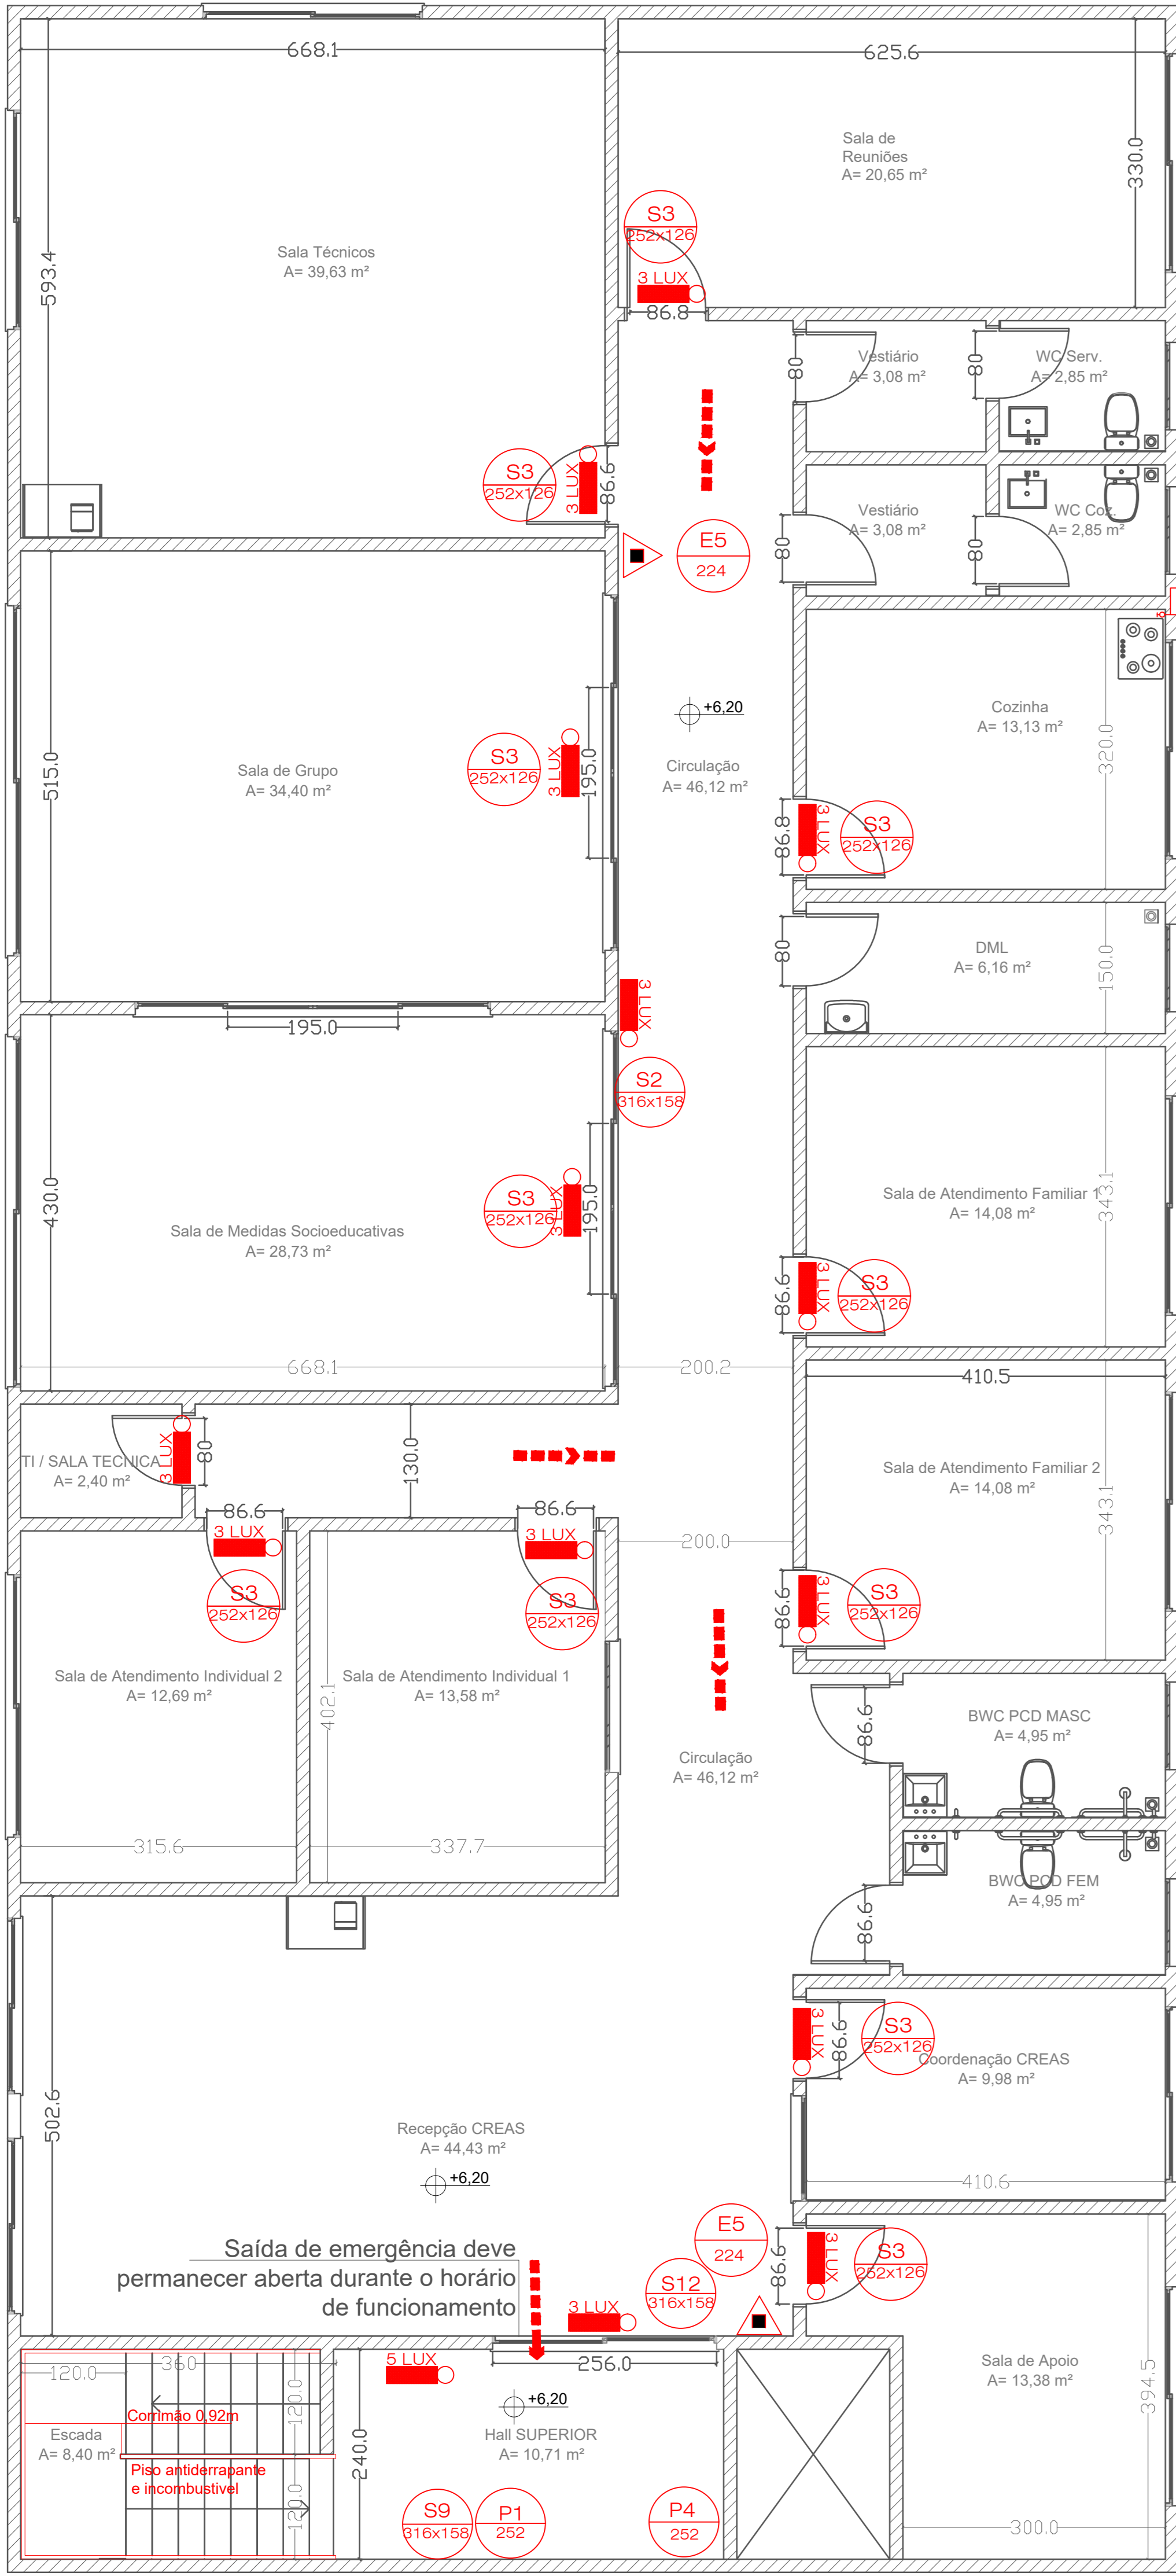 668.1
625.6
Sala de
Reuniões
A= 20,65 m²
330.0
S3
252x126
Sala Técnicos
A= 39,63 m²
593.4
3 LUX
86.8
Vestiário
A= 3,08 m²
80
WC Serv.
A= 2,85 m²
80
S3
252x126
3 LUX
86.6
Vestiário
A= 3,08 m²
80
WC Coz.
A= 2,85 m²
80
E5
224
+6,20
Cozinha
A= 13,13 m²
320.0
S3
252x126
3 LUX
195.0
Sala de Grupo
A= 34,40 m²
515.0
Circulação
A= 46,12 m²
86.8
3 LUX
S3
252x126
80
DML
A= 6,16 m²
150.0
3 LUX
195.0
S2
316x158
430.0
Sala de Medidas Socioeducativas
A= 28,73 m²
S3
252x126
3 LUX
195.0
Sala de Atendimento Familiar 1
A= 14,08 m²
343.1
86.6
3 LUX
S3
252x126
668.1
200.2
410.5
TI / SALA TECNICA
A= 2,40 m²
3 LUX
80
130.0
Sala de Atendimento Familiar 2
A= 14,08 m²
343.1
86.6
3 LUX
S3
252x126
86.6
3 LUX
S3
252x126
200.0
86.6
3 LUX
S3
252x126
Sala de Atendimento Individual 2
A= 12,69 m²
Sala de Atendimento Individual 1
A= 13,58 m²
402.1
BWC PCD MASC
A= 4,95 m²
86.6
Circulação
A= 46,12 m²
315.6
337.7
BWC PCD FEM
A= 4,95 m²
86.6
3 LUX
86.6
S3
252x126
Coordenação CREAS
A= 9,98 m²
502.6
Recepção CREAS
A= 44,43 m²
+6,20
410.6
Saída de emergência deve
permanecer aberta durante o horário
de funcionamento
E5
224
S12
316x158
3 LUX
86.6
3 LUX
S3
252x126
5 LUX
256.0
120.0
360
120.0
Corrimão 0,92m
Escada
A= 8,40 m²
Piso antiderrapante
e incombustivel
120.0
240.0
+6,20
Hall SUPERIOR
A= 10,71 m²
Sala de Apoio
A= 13,38 m²
394.5
S9
316x158
P1
252
P4
252
300.0